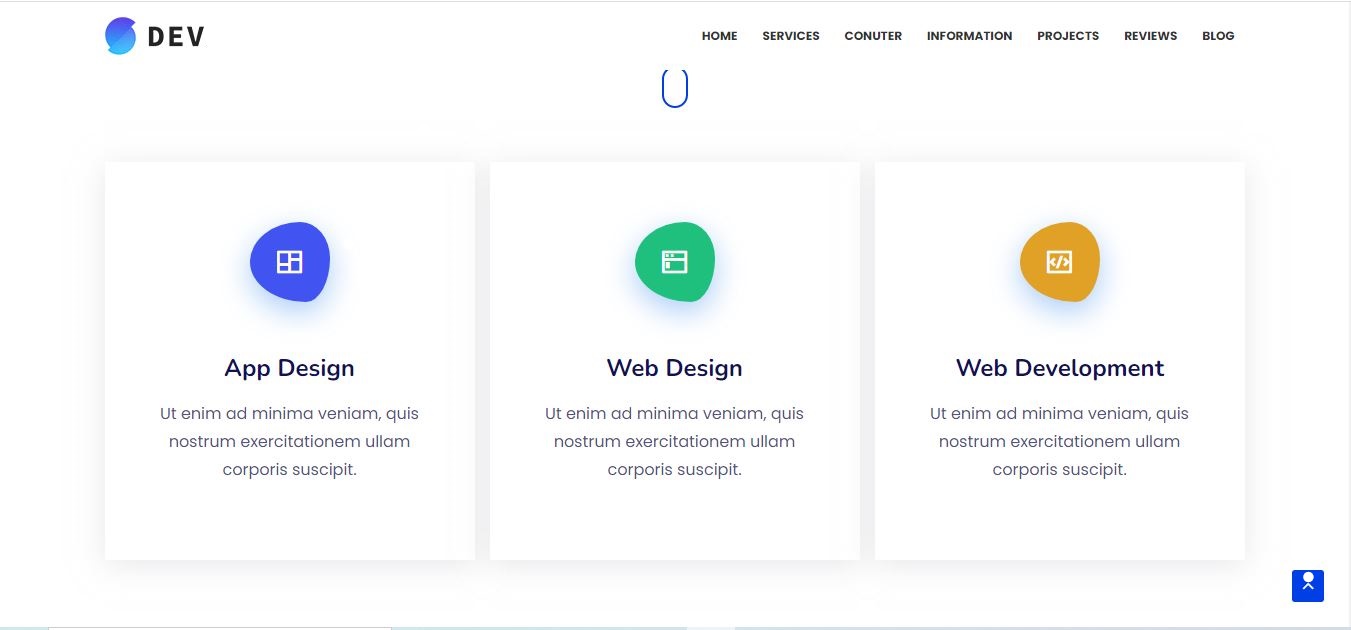 DEV
HOME SERVICES CONUTER INFORMATION PROJECTS REVIEWS BLOG
App Design
Ut enim ad minima veniam, quis
nostrum exercitationem ullam
corporis suscipit.
Web Design
Ut enim ad minima veniam, quis
nostrum exercitationem ullam
corporis suscipit.
Web Development
Ut enim ad minima veniam, quis
nostrum exercitationem ullam
corporis suscipit.